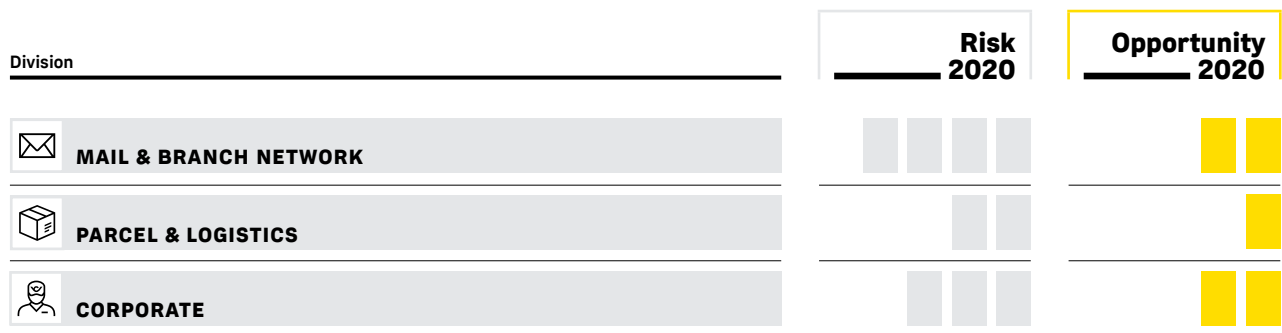 Division
Risk
2020
Opportunity
2020
MAIL & BRANCH NETWORK
PARCEL & LOGISTICS
CORPORATE